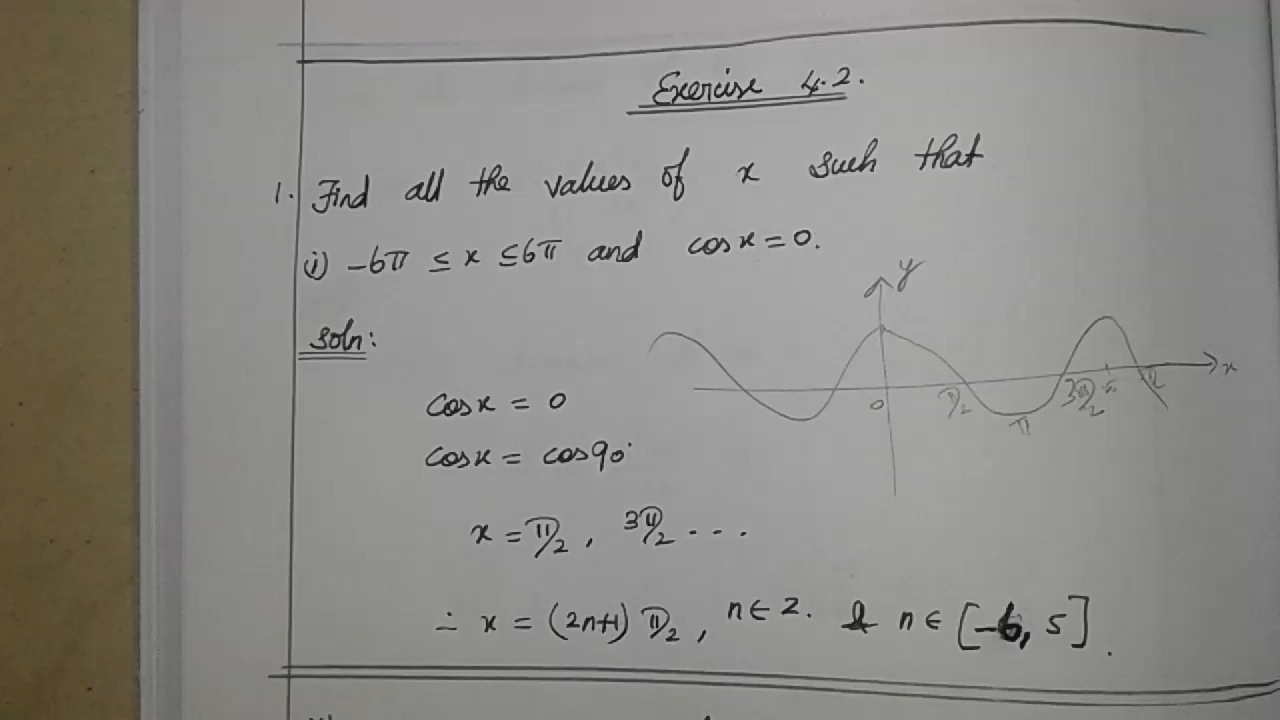 Exercise 4.2.
1. Find all the values of x such that
(i) -6π ≤ x ≤ 6π and cos x = 0.
Soln:
y
x
0 π/2 π 3π/2
cos x = 0
cos x = cos 90°
x = π/2, 3π/2 . . .
∴ x = (2n+1) π/2, n ∈ Z. & n ∈ [-6, 5].